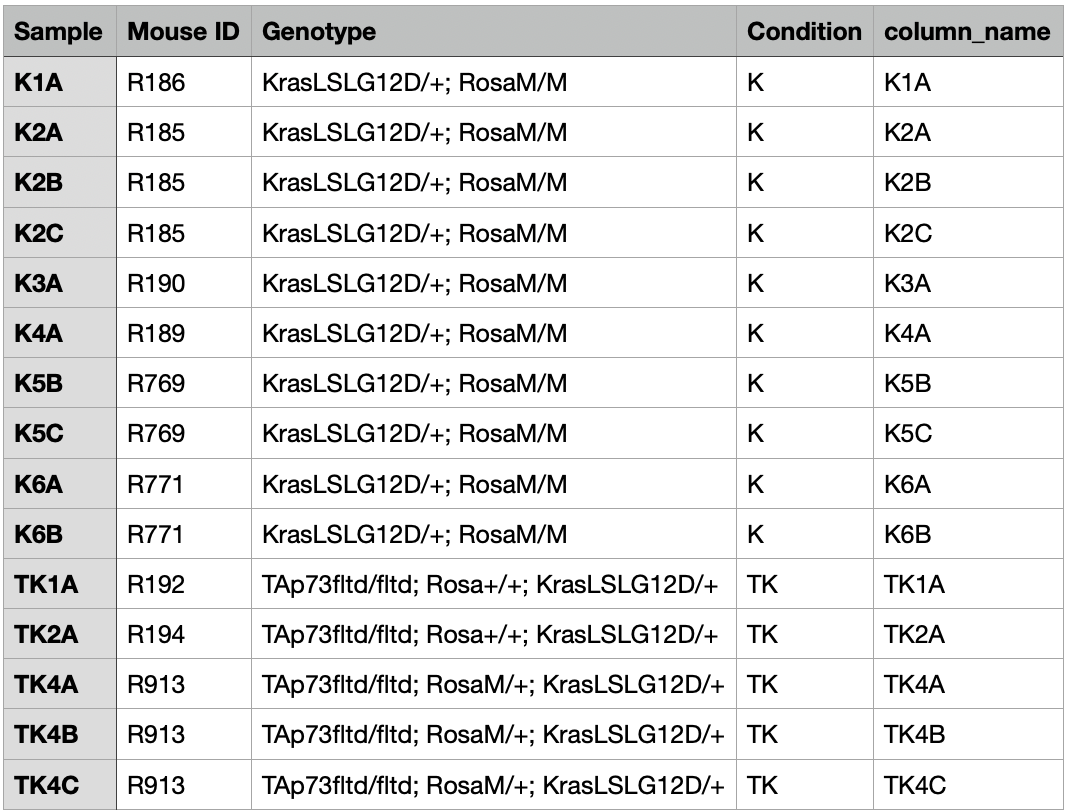 Sample Mouse ID Genotype Condition column_name
K1A R186 KrasLSLG12D/+; RosaM/M K K1A
K2A R185 KrasLSLG12D/+; RosaM/M K K2A
K2B R185 KrasLSLG12D/+; RosaM/M K K2B
K2C R185 KrasLSLG12D/+; RosaM/M K K2C
K3A R190 KrasLSLG12D/+; RosaM/M K K3A
K4A R189 KrasLSLG12D/+; RosaM/M K K4A
K5B R769 KrasLSLG12D/+; RosaM/M K K5B
K5C R769 KrasLSLG12D/+; RosaM/M K K5C
K6A R771 KrasLSLG12D/+; RosaM/M K K6A
K6B R771 KrasLSLG12D/+; RosaM/M K K6B
TK1A R192 TAp73fltd/fltd; Rosa+/+; KrasLSLG12D/+ TK TK1A
TK2A R194 TAp73fltd/fltd; Rosa+/+; KrasLSLG12D/+ TK TK2A
TK4A R913 TAp73fltd/fltd; RosaM/+; KrasLSLG12D/+ TK TK4A
TK4B R913 TAp73fltd/fltd; RosaM/+; KrasLSLG12D/+ TK TK4B
TK4C R913 TAp73fltd/fltd; RosaM/+; KrasLSLG12D/+ TK TK4C